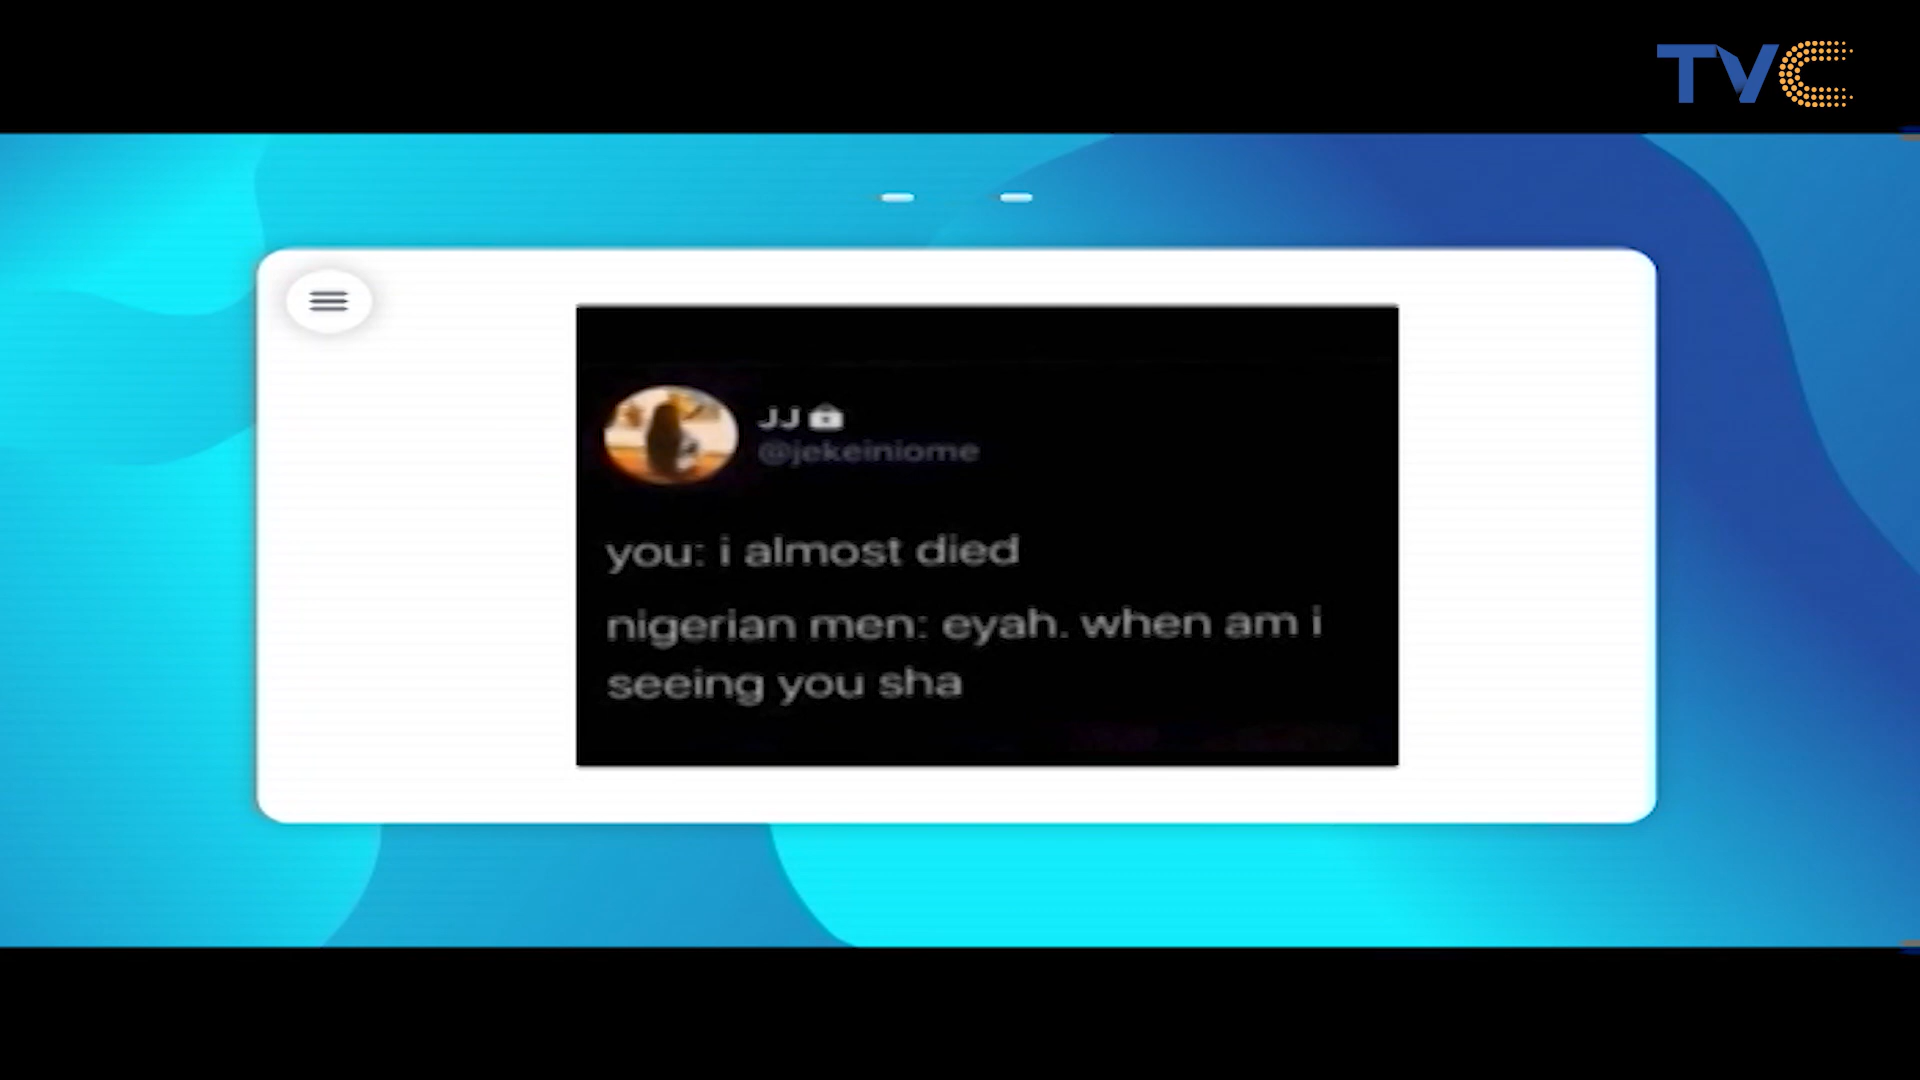 TVC
JJ
@jekeiniome
you: i almost died
nigerian men: eyah. when am i
seeing you sha